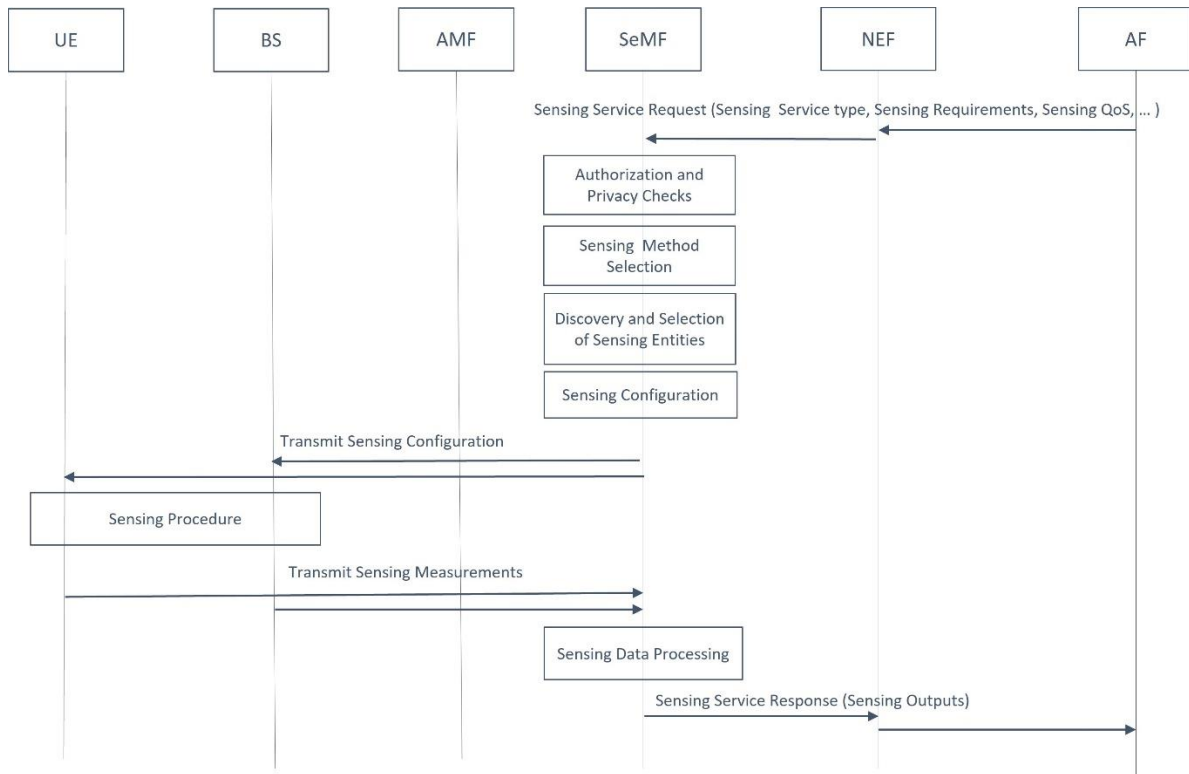 UE
BS
AMF
SeMF
NEF
AF
Sensing Service Request (Sensing Service type, Sensing Requirements, Sensing QoS, ... )
Authorization and
Privacy Checks
Sensing Method
Selection
Discovery and Selection
of Sensing Entities
Sensing Configuration
Transmit Sensing Configuration
Sensing Procedure
Transmit Sensing Measurements
Sensing Data Processing
Sensing Service Response (Sensing Outputs)